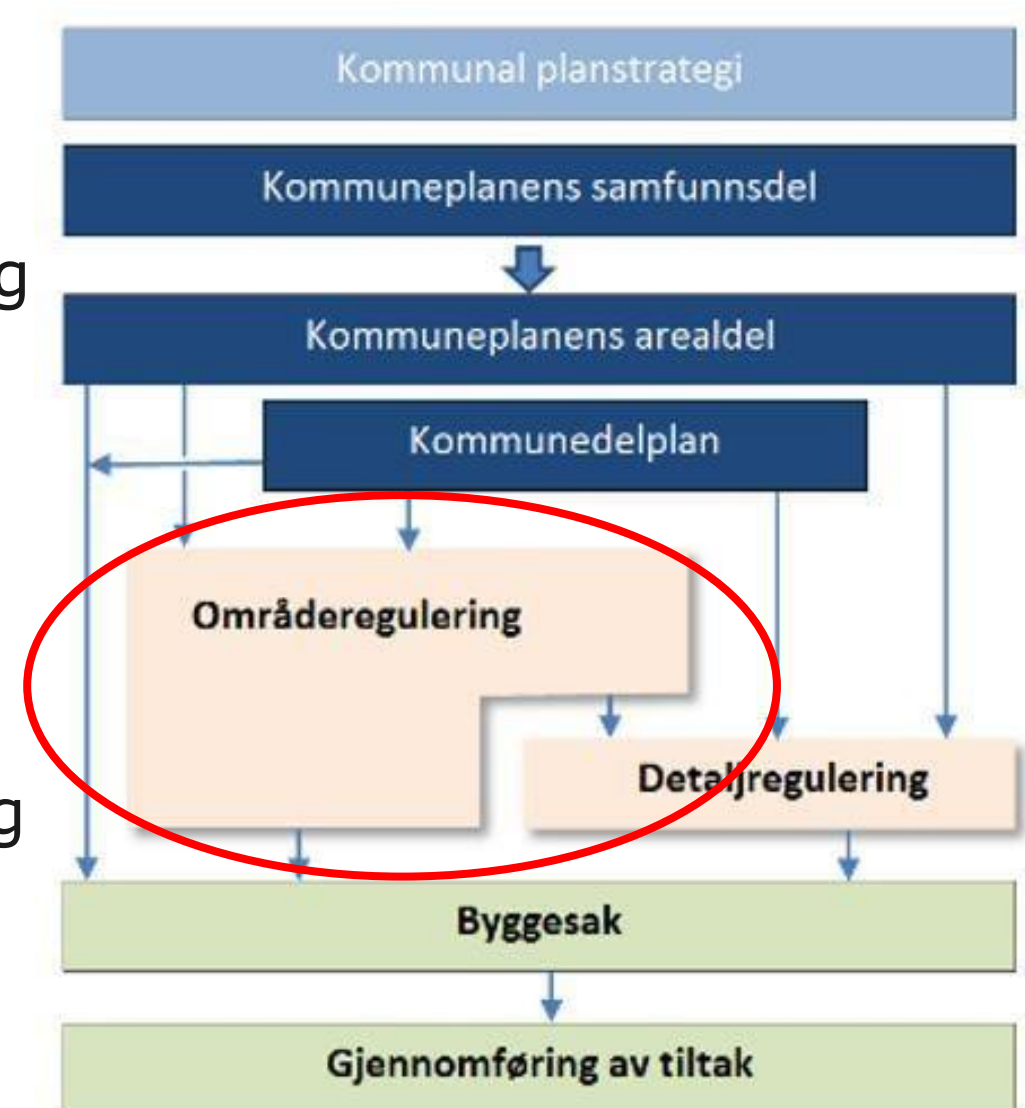 Kommunal planstrategi
Kommuneplanens samfunnsdel
g
Kommuneplanens arealdel
Kommunedelplan
Områderegulering
Detaljregulering
g
Byggesak
Gjennomføring av tiltak